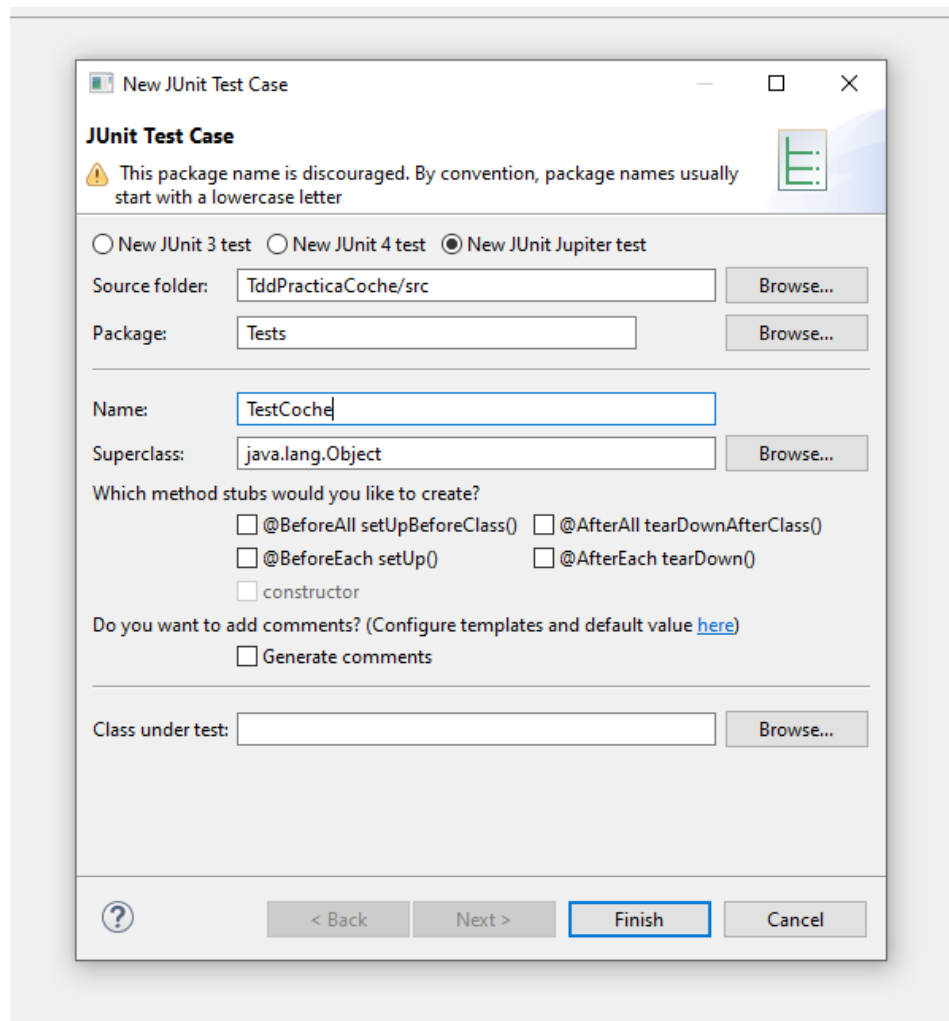 New JUnit Test Case
JUnit Test Case
This package name is discouraged. By convention, package names usually
start with a lowercase letter
New JUnit 3 test New JUnit 4 test New JUnit Jupiter test
Source folder: TddPracticaCoche/src Browse...
Package: Tests Browse...
Name: TestCoche
Superclass: java.lang.Object Browse...
Which method stubs would you like to create?
@BeforeAll setUpBeforeClass() @AfterAll tearDownAfterClass()
@BeforeEach setUp() @AfterEach tearDown()
constructor
Do you want to add comments? (Configure templates and default value here)
Generate comments
Class under test: Browse...
? < Back Next > Finish Cancel